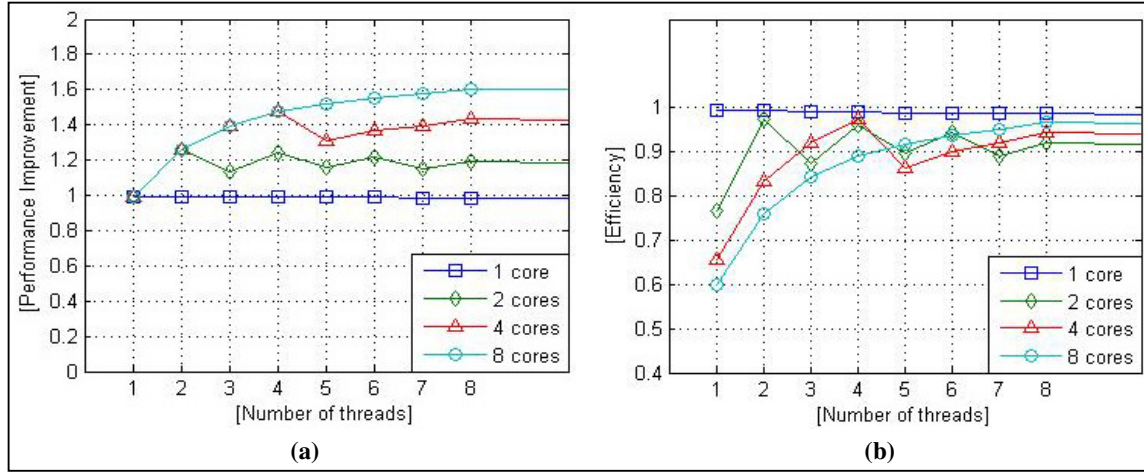 [Performance Improvement]
2
1.8
1.6
1.4
1.2
1
0.8
0.6
0.4
0.2
0
1 2 3 4 5 6 7 8
[Number of threads]
1 core
2 cores
4 cores
8 cores
(a)
[Efficiency]
1
0.9
0.8
0.7
0.6
0.5
0.4
1 2 3 4 5 6 7 8
[Number of threads]
1 core
2 cores
4 cores
8 cores
(b)